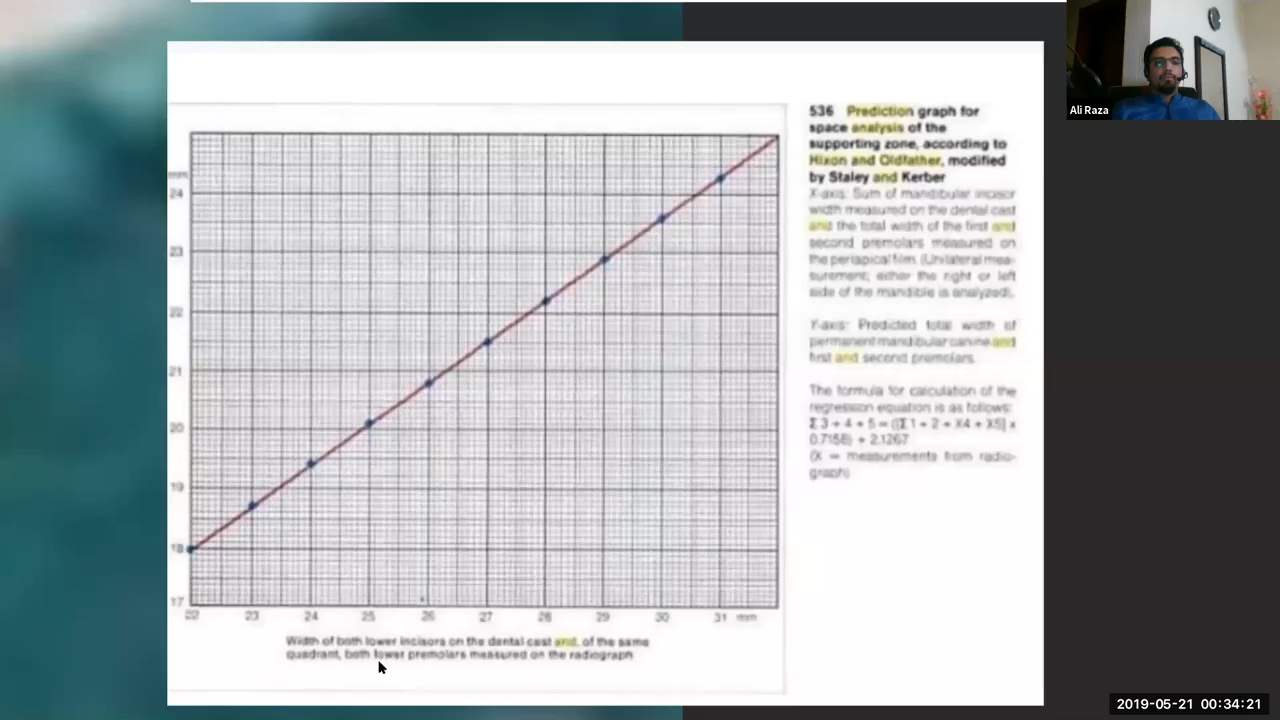 Ali Raza
536 Prediction graph for
space analysis of the
supporting zone, according to
Hixon and Oldfather, modified
by Staley and Kerber
X-axis: Sum of mandibular incisor
width measured on the dental cast
and the total width of the first and
second premolars measured on
the periapical film. (Unilateral mea-
surement; either the right or left
side of the mandible is analyzed).
Y-axis: Predicted total width of
permanent mandibular canine and
first and second premolars.
The formula for calculation of the
regression equation is as follows:
Σ 3 + 4 + 5 = ([Σ 1 + 2 + X4 + X5] x
0.7158) + 2.1267
(X = measurements from radio-
graph)
mm
24
23
22
21
20
19
18
17
22 23 24 25 26 27 28 29 30 31 mm
Width of both lower incisors on the dental cast and, of the same
quadrant, both lower premolars measured on the radiograph
2019-05-21 00:34:21